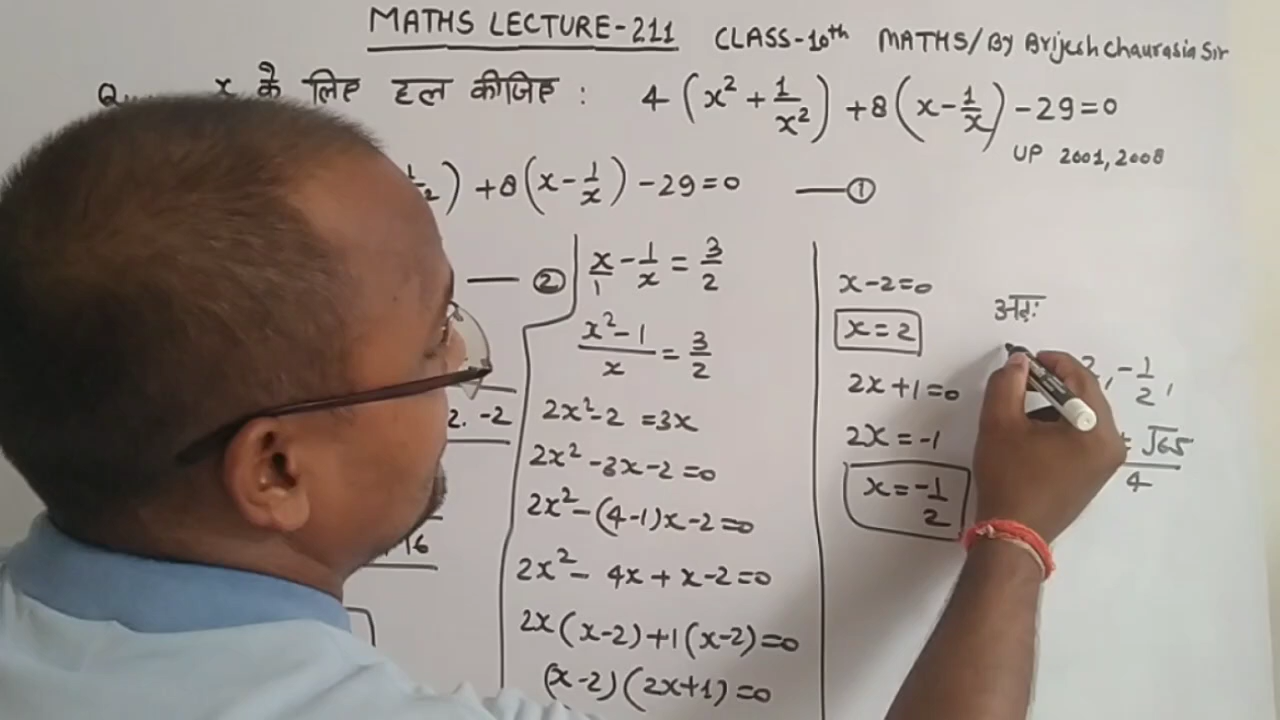 MATHS LECTURE-211 CLASS-10th MATHS/By Brijesh Chaurasia Sir
x के लिए हल कीजिए : 4(x² + 1/x²) + 8(x - 1/x) - 29 = 0
UP 2001, 2008
) + 8(x - 1/x) - 29 = 0 —— ①
—— ②
2. -2
16
x/1 - 1/x = 3/2
x² - 1/x = 3/2
2x² - 2 = 3x
2x² - 3x - 2 = 0
2x² - (4-1)x - 2 = 0
2x² - 4x + x - 2 = 0
2x(x-2) + 1(x-2) = 0
(x-2)(2x+1) = 0
x - 2 = 0
x = 2
2x + 1 = 0
2x = -1
x = -1/2
अतः
2, -1/2,
√65/4